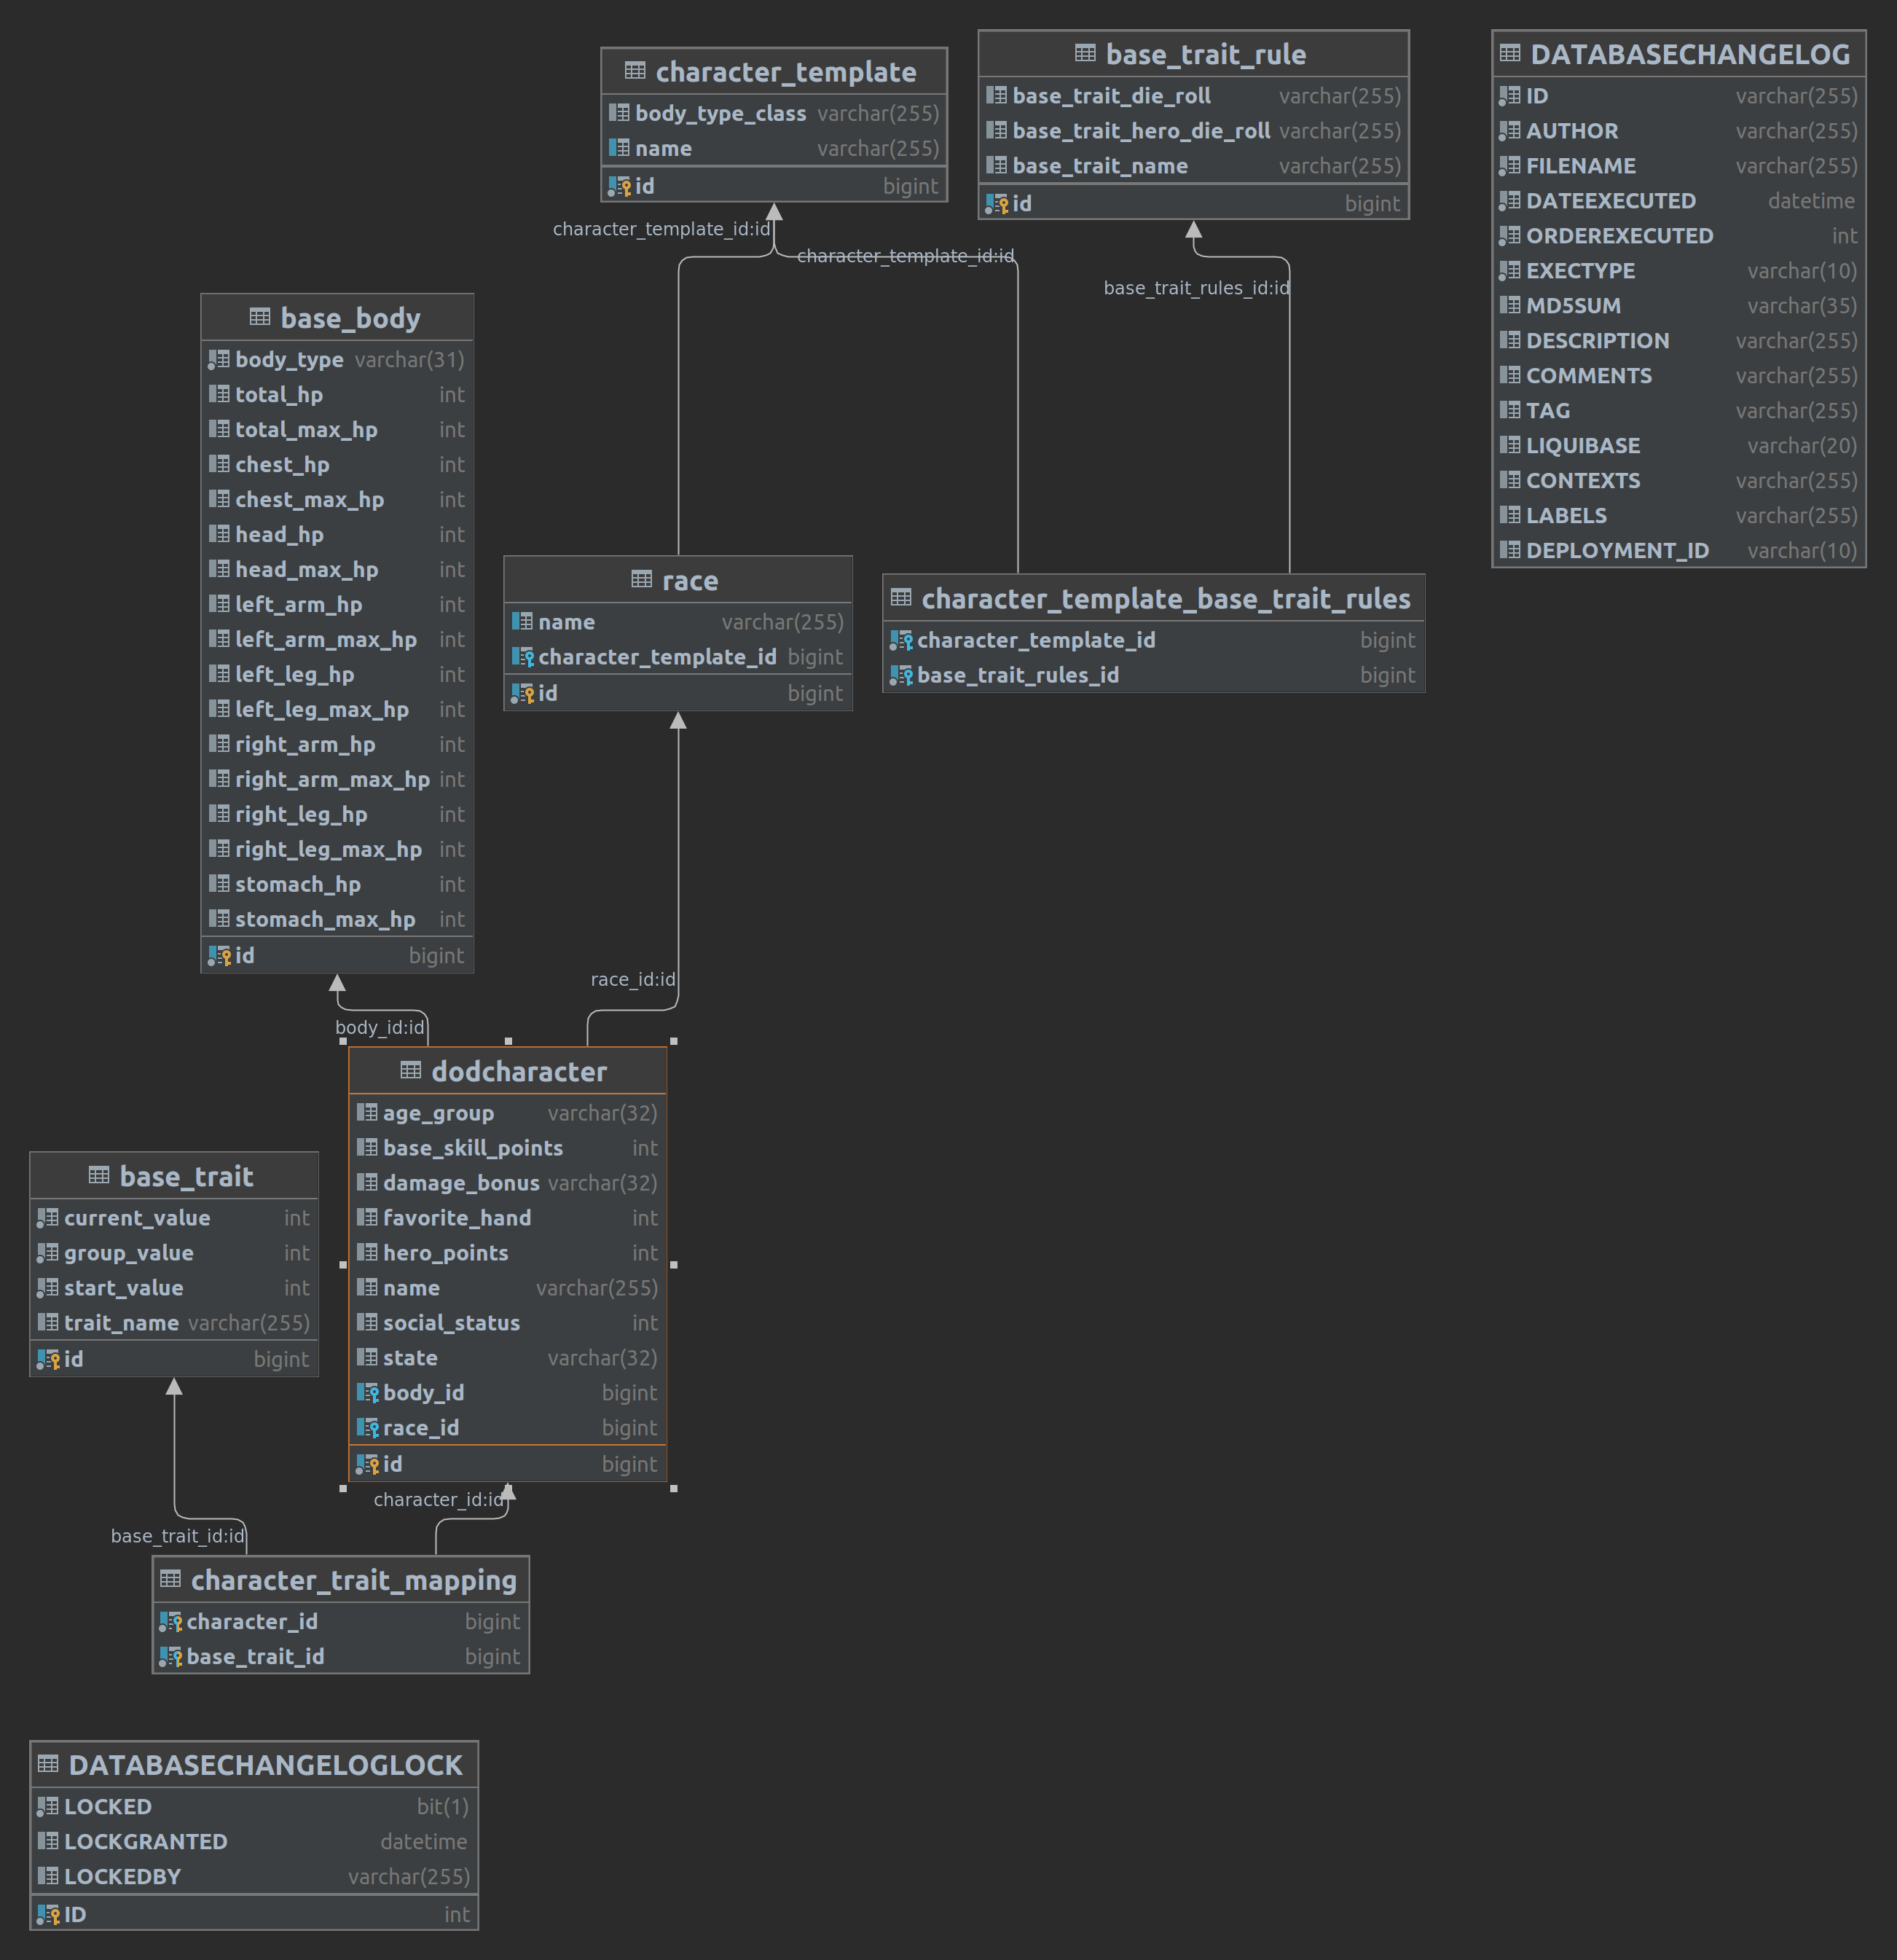 character_template
body_type_class varchar(255)
name varchar(255)
id bigint
base_trait_rule
base_trait_die_roll varchar(255)
base_trait_hero_die_roll varchar(255)
base_trait_name varchar(255)
id bigint
DATABASECHANGELOG
ID varchar(255)
AUTHOR varchar(255)
FILENAME varchar(255)
DATEEXECUTED datetime
ORDEREXECUTED int
EXECTYPE varchar(10)
MD5SUM varchar(35)
DESCRIPTION varchar(255)
COMMENTS varchar(255)
TAG varchar(255)
LIQUIBASE varchar(20)
CONTEXTS varchar(255)
LABELS varchar(255)
DEPLOYMENT_ID varchar(10)
character_template_id:id
character_template_id:id
base_trait_rules_id:id
base_body
body_type varchar(31)
total_hp int
total_max_hp int
chest_hp int
chest_max_hp int
head_hp int
head_max_hp int
left_arm_hp int
left_arm_max_hp int
left_leg_hp int
left_leg_max_hp int
right_arm_hp int
right_arm_max_hp int
right_leg_hp int
right_leg_max_hp int
stomach_hp int
stomach_max_hp int
id bigint
race
name varchar(255)
character_template_id bigint
id bigint
character_template_base_trait_rules
character_template_id bigint
base_trait_rules_id bigint
race_id:id
body_id:id
dodcharacter
age_group varchar(32)
base_skill_points int
damage_bonus varchar(32)
favorite_hand int
hero_points int
name varchar(255)
social_status int
state varchar(32)
body_id bigint
race_id bigint
id bigint
base_trait
current_value int
group_value int
start_value int
trait_name varchar(255)
id bigint
character_id:id
base_trait_id:id
character_trait_mapping
character_id bigint
base_trait_id bigint
DATABASECHANGELOGLOCK
LOCKED bit(1)
LOCKGRANTED datetime
LOCKEDBY varchar(255)
ID int